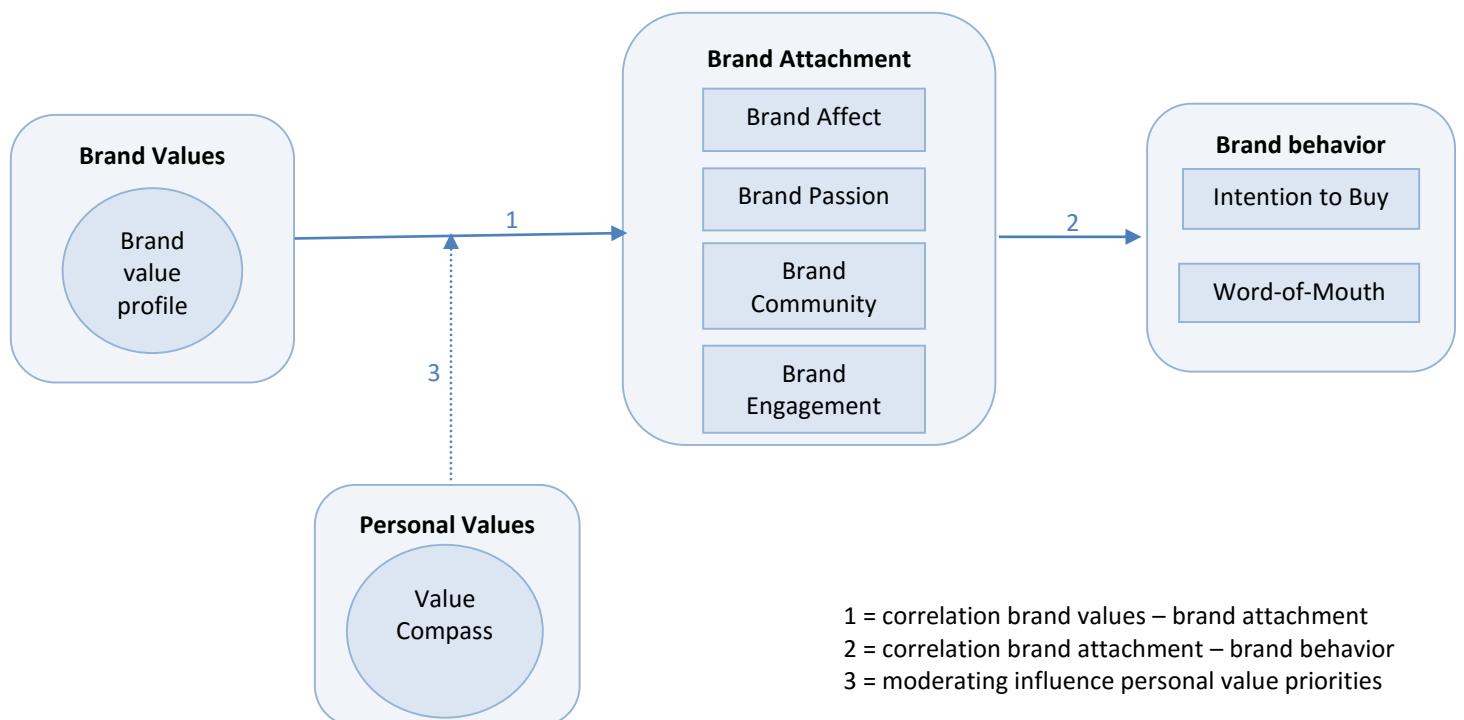 Brand Values
Brand
value
profile
1
3
Brand Attachment
Brand Affect
Brand Passion
Brand
Community
Brand
Engagement
2
Brand behavior
Intention to Buy
Word-of-Mouth
Personal Values
Value
Compass
1 = correlation brand values – brand attachment
2 = correlation brand attachment – brand behavior
3 = moderating influence personal value priorities